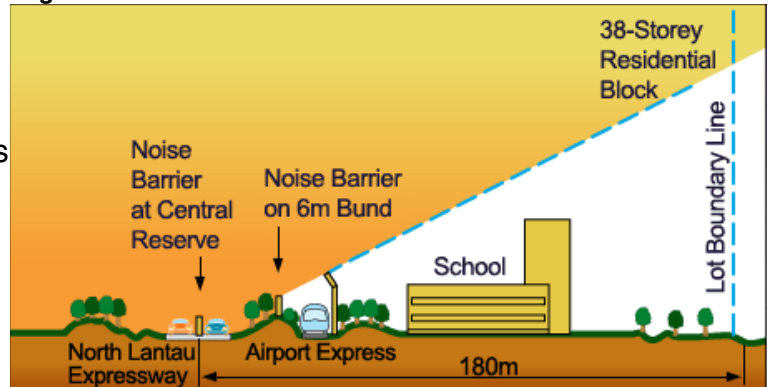 38-Storey
Residential
Block
Noise
Barrier
at Central
Reserve
Noise Barrier
on 6m Bund
School
Lot Boundary Line
North Lantau
Expressway
Airport Express
180m